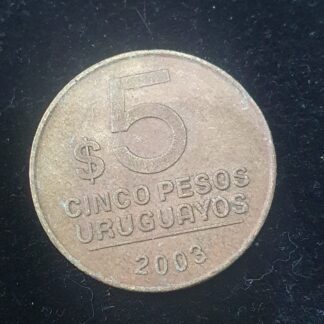 $ 5
CINCO PESOS
URUGUAYOS
2003